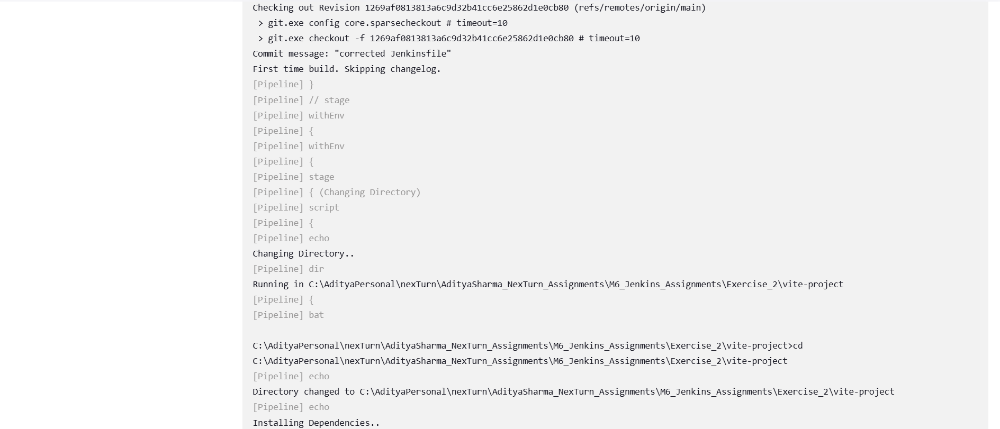 Checking out Revision 1269af0813813a6c9d32b41cc6e25862d1e0cb80 (refs/remotes/origin/main)
 > git.exe config core.sparsecheckout # timeout=10
 > git.exe checkout -f 1269af0813813a6c9d32b41cc6e25862d1e0cb80 # timeout=10
Commit message: "corrected Jenkinsfile"
First time build. Skipping changelog.
[Pipeline] }
[Pipeline] // stage
[Pipeline] withEnv
[Pipeline] {
[Pipeline] withEnv
[Pipeline] {
[Pipeline] stage
[Pipeline] { (Changing Directory)
[Pipeline] script
[Pipeline] {
[Pipeline] echo
Changing Directory..
[Pipeline] dir
Running in C:\AdityaPersonal\nexTurn\AdityaSharma_NexTurn_Assignments\M6_Jenkins_Assignments\Exercise_2\vite-project
[Pipeline] {
[Pipeline] bat
C:\AdityaPersonal\nexTurn\AdityaSharma_NexTurn_Assignments\M6_Jenkins_Assignments\Exercise_2\vite-project>cd
C:\AdityaPersonal\nexTurn\AdityaSharma_NexTurn_Assignments\M6_Jenkins_Assignments\Exercise_2\vite-project
[Pipeline] echo
Directory changed to C:\AdityaPersonal\nexTurn\AdityaSharma_NexTurn_Assignments\M6_Jenkins_Assignments\Exercise_2\vite-project
[Pipeline] echo
Installing Dependencies..